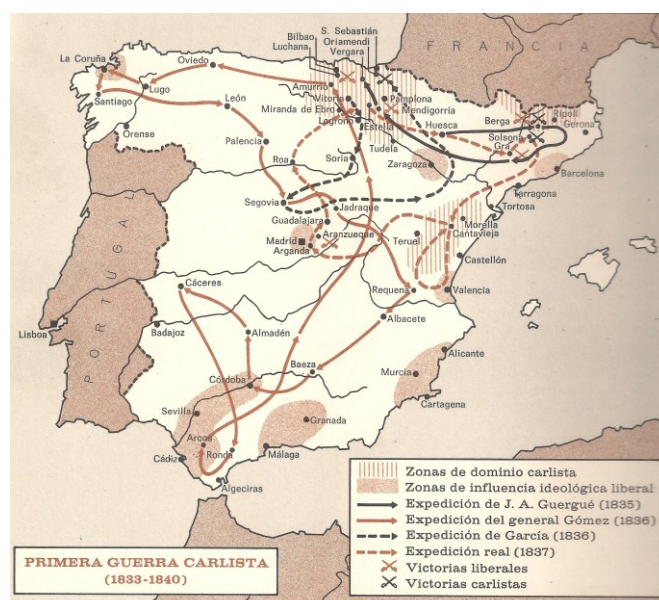 S. Sebastián
Bilbao
Oriamendi
Luchana
Vergara
FRANCIA
La Coruña
Oviedo
Amurrio
Lugo
Santiago
Vitoria
Pamplona
Miranda de Ebro
Mendigorría
Logroño
Estella
Huesca
Berga
Ripoll
Solsona
Gerona
Gra
León
Orense
Palencia
Tudela
Roa
Soria
Zaragoza
Barcelona
Tarragona
Segovia
Jadraque
Tortosa
Guadalajara
Aranzueque
Madrid
Arganda
Teruel
Morella
Cantavieja
Castellón
PORTUGAL
Cáceres
Requena
Valencia
Lisboa
Badajoz
Almadén
Albacete
Baeza
Alicante
Córdoba
Murcia
Sevilla
Cartagena
Granada
Arcos
Cádiz
Ronda
Málaga
Algeciras
Zonas de dominio carlista
Zonas de influencia ideológica liberal
Expedición de J. A. Guergué (1835)
Expedición del general Gómez (1836)
Expedición de García (1836)
Expedición real (1837)
Victorias liberales
Victorias carlistas
PRIMERA GUERRA CARLISTA
(1833-1840)